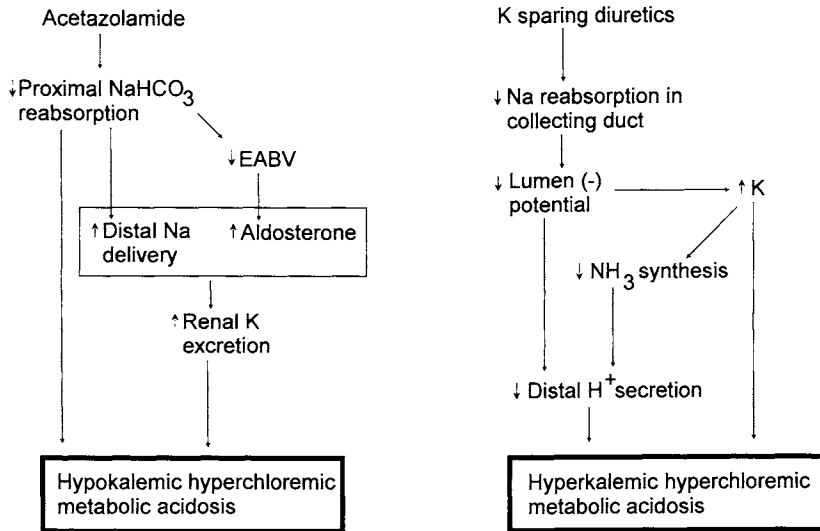 Acetazolamide
↓Proximal NaHCO3
reabsorption
↓EABV
↑Distal Na
delivery
↑Aldosterone
↑Renal K
excretion
Hypokalemic hyperchloremic
metabolic acidosis
K sparing diuretics
↓ Na reabsorption in
collecting duct
↓ Lumen (-)
potential
↑ K
↓ NH3 synthesis
↓ Distal H+ secretion
Hyperkalemic hyperchloremic
metabolic acidosis